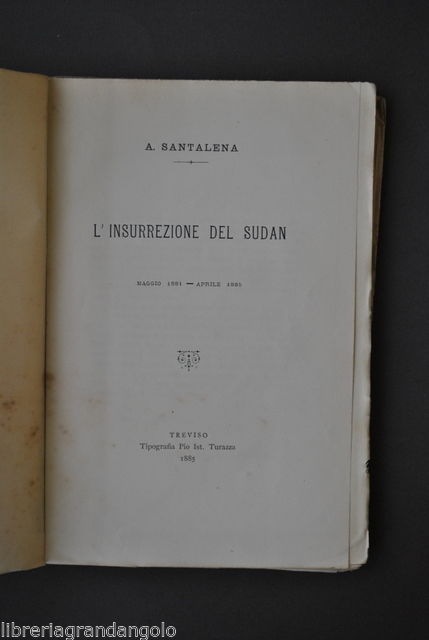 A. SANTALENA
L'INSURREZIONE DEL SUDAN
MAGGIO 1881 — APRILE 1885
TREVISO
Tipografia Pio Ist. Turazza
1885
libreriagrandangolo